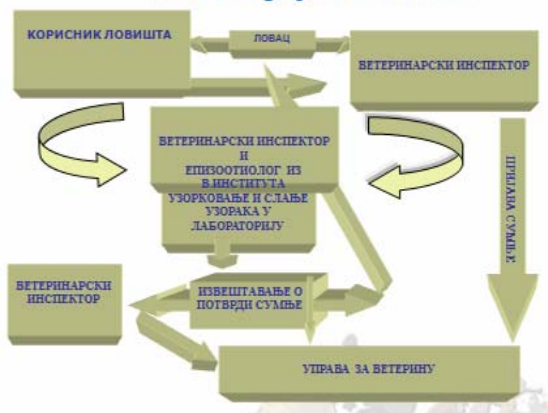 КОРИСНИК ЛОВИШТА
ЛОВАЦ
ВЕТЕРИНАРСКИ ИНСПЕКТОР
ВЕТЕРИНАРСКИ ИНСПЕКТОР
И
ЕПИЗООТИОЛОГ ИЗ
В.ИНСТИТУТА
УЗОРКОВАЊЕ И СЛАЊЕ
УЗОРАКА У
ЛАБОРАТОРИЈУ
ПРИЈАВА СУМЊЕ
ВЕТЕРИНАРСКИ
ИНСПЕКТОР
ИЗВЕШТАВАЊЕ О
ПОТВРДИ СУМЊЕ
УПРАВА ЗА ВЕТЕРИНУ